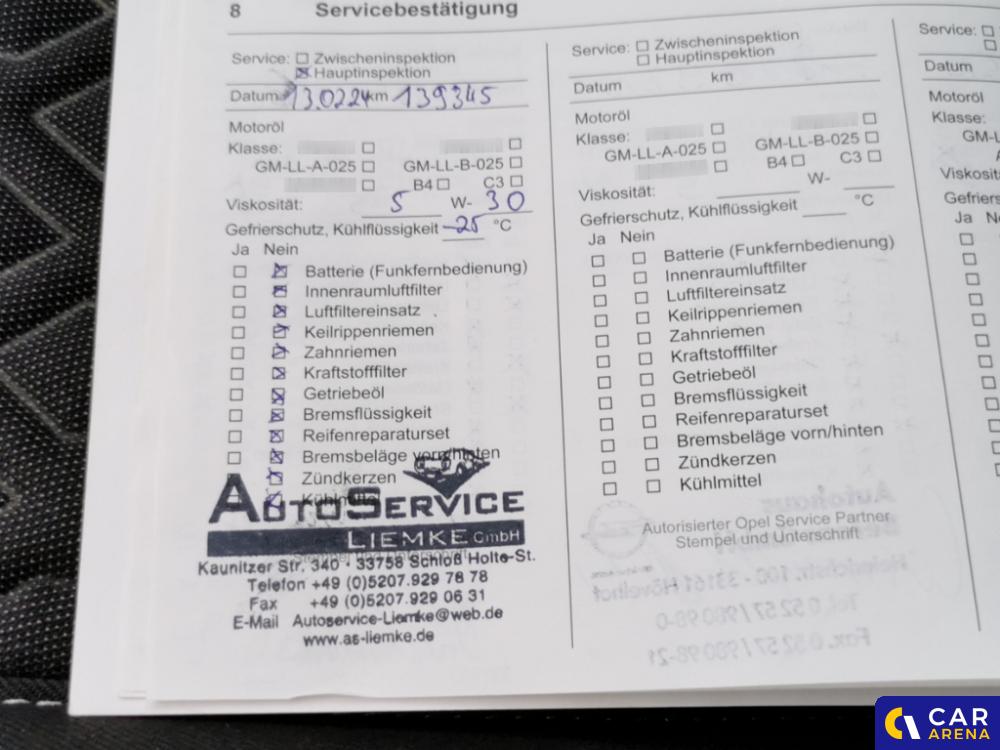 8 Servicebestätigung
Service: Zwischeninspektion
Hauptinspektion
Datum 13.02.24 km 139345
Motoröl
Klasse:
GM-LL-A-025 GM-LL-B-025
B4 C3
Viskosität: 5 W- 30
Gefrierschutz, Kühlflüssigkeit -25 °C
Ja Nein
Batterie (Funkfernbedienung)
Innenraumluftfilter
Luftfiltereinsatz
Keilrippenriemen
Zahnriemen
Kraftstofffilter
Getriebeöl
Bremsflüssigkeit
Reifenreparaturset
Bremsbeläge vorn/hinten
Zündkerzen
Kühlmittel
AUTOSERVICE
LIEMKE GmbH
Stempel und Unterschrift
Kaunitzer Str. 340 · 33758 Schloß Holte-St.
Telefon +49 (0)5207.929 78 78
Fax +49 (0)5207.929 06 31
E-Mail Autoservice-Liemke@web.de
www.as-liemke.de
Service: Zwischeninspektion
Hauptinspektion
Datum km
Motoröl
Klasse:
GM-LL-A-025 GM-LL-B-025
B4 C3
Viskosität: W-
Gefrierschutz, Kühlflüssigkeit °C
Ja Nein
Batterie (Funkfernbedienung)
Innenraumluftfilter
Luftfiltereinsatz
Keilrippenriemen
Zahnriemen
Kraftstofffilter
Getriebeöl
Bremsflüssigkeit
Reifenreparaturset
Bremsbeläge vorn/hinten
Zündkerzen
Kühlmittel
Autorisierter Opel Service Partner
Stempel und Unterschrift
Service:
Datum
Motoröl
Klasse:
Ja
CAR
ARENA